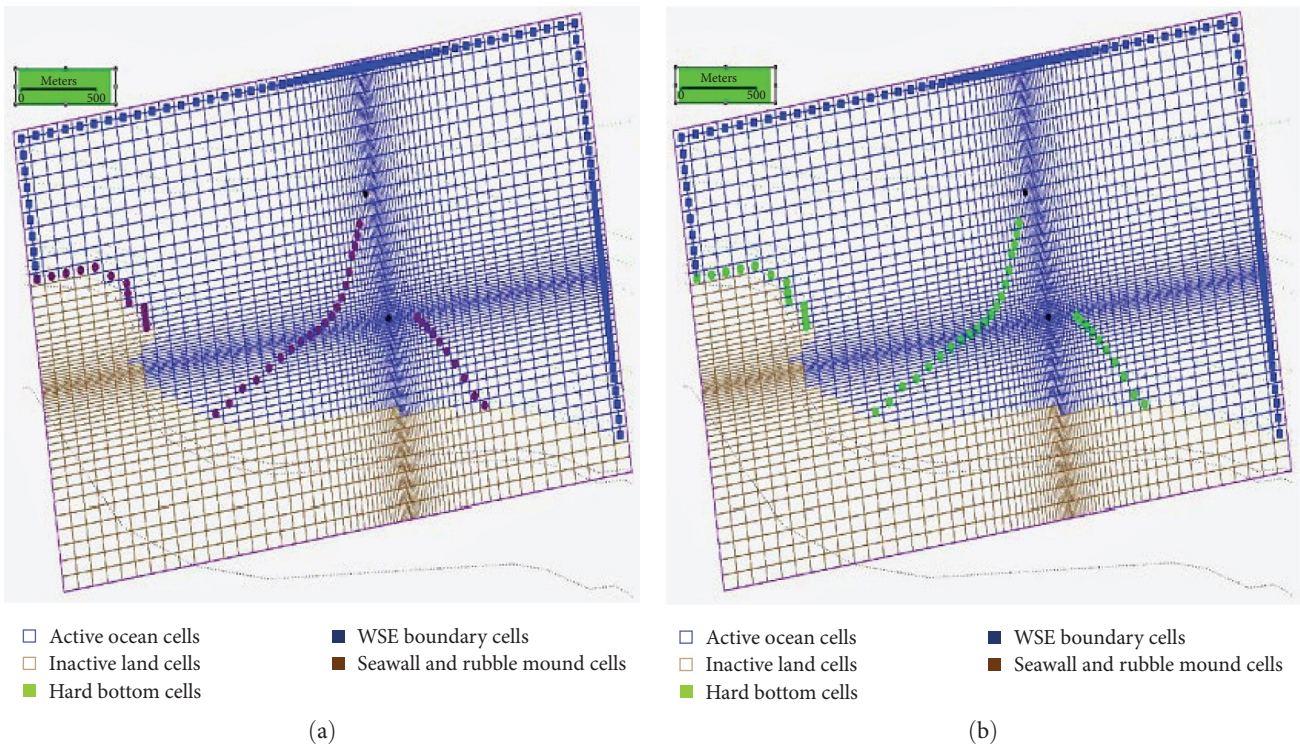 Meters
0 500
Meters
0 500
Active ocean cells
WSE boundary cells
Inactive land cells
Seawall and rubble mound cells
Hard bottom cells
Active ocean cells
WSE boundary cells
Inactive land cells
Seawall and rubble mound cells
Hard bottom cells
(a)
(b)